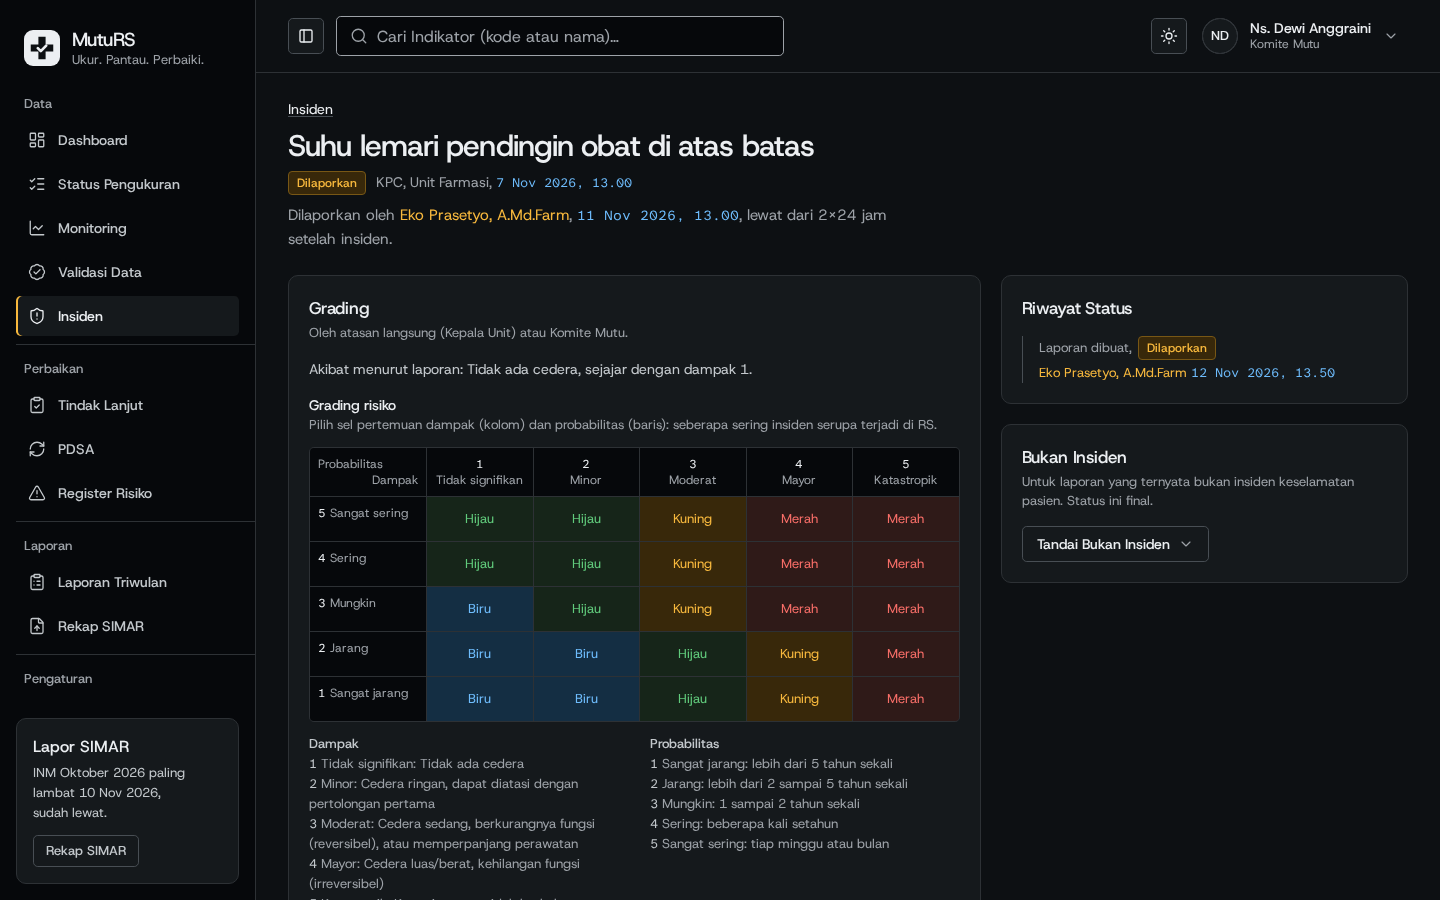 MutuRS
Ukur. Pantau. Perbaiki.
Data
Dashboard
Status Pengukuran
Monitoring
Validasi Data
Insiden
Perbaikan
Tindak Lanjut
PDSA
Register Risiko
Laporan
Laporan Triwulan
Rekap SIMAR
Pengaturan
Lapor SIMAR
INM Oktober 2026 paling
lambat 10 Nov 2026,
sudah lewat.
Rekap SIMAR
Cari Indikator (kode atau nama)...
ND
Ns. Dewi Anggraini
Komite Mutu
Insiden
Suhu lemari pendingin obat di atas batas
Dilaporkan KPC, Unit Farmasi, 7 Nov 2026, 13.00
Dilaporkan oleh Eko Prasetyo, A.Md.Farm, 11 Nov 2026, 13.00, lewat dari 2×24 jam
setelah insiden.
Grading
Oleh atasan langsung (Kepala Unit) atau Komite Mutu.
Akibat menurut laporan: Tidak ada cedera, sejajar dengan dampak 1.
Grading risiko
Pilih sel pertemuan dampak (kolom) dan probabilitas (baris): seberapa sering insiden serupa terjadi di RS.
Probabilitas 1 2 3 4 5
Dampak Tidak signifikan Minor Moderat Mayor Katastropik
5 Sangat sering Hijau Hijau Kuning Merah Merah
4 Sering Hijau Hijau Kuning Merah Merah
3 Mungkin Biru Hijau Kuning Merah Merah
2 Jarang Biru Biru Hijau Kuning Merah
1 Sangat jarang Biru Biru Hijau Kuning Merah
Dampak
1 Tidak signifikan: Tidak ada cedera
2 Minor: Cedera ringan, dapat diatasi dengan
pertolongan pertama
3 Moderat: Cedera sedang, berkurangnya fungsi
(reversibel), atau memperpanjang perawatan
4 Mayor: Cedera luas/berat, kehilangan fungsi
(irreversibel)
Probabilitas
1 Sangat jarang: lebih dari 5 tahun sekali
2 Jarang: lebih dari 2 sampai 5 tahun sekali
3 Mungkin: 1 sampai 2 tahun sekali
4 Sering: beberapa kali setahun
5 Sangat sering: tiap minggu atau bulan
Riwayat Status
Laporan dibuat, Dilaporkan
Eko Prasetyo, A.Md.Farm 12 Nov 2026, 13.50
Bukan Insiden
Untuk laporan yang ternyata bukan insiden keselamatan
pasien. Status ini final.
Tandai Bukan Insiden